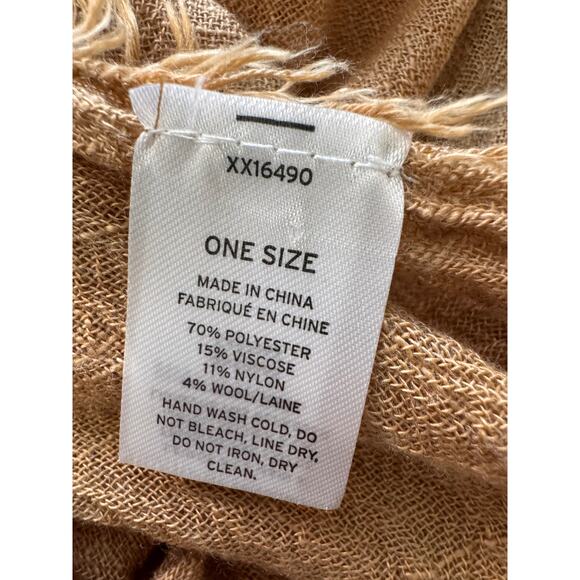 XX16490
ONE SIZE
MADE IN CHINA
FABRIQUÉ EN CHINE
70% POLYESTER
15% VISCOSE
11% NYLON
4% WOOL/LAINE
HAND WASH COLD, DO
NOT BLEACH, LINE DRY,
DO NOT IRON, DRY
CLEAN.